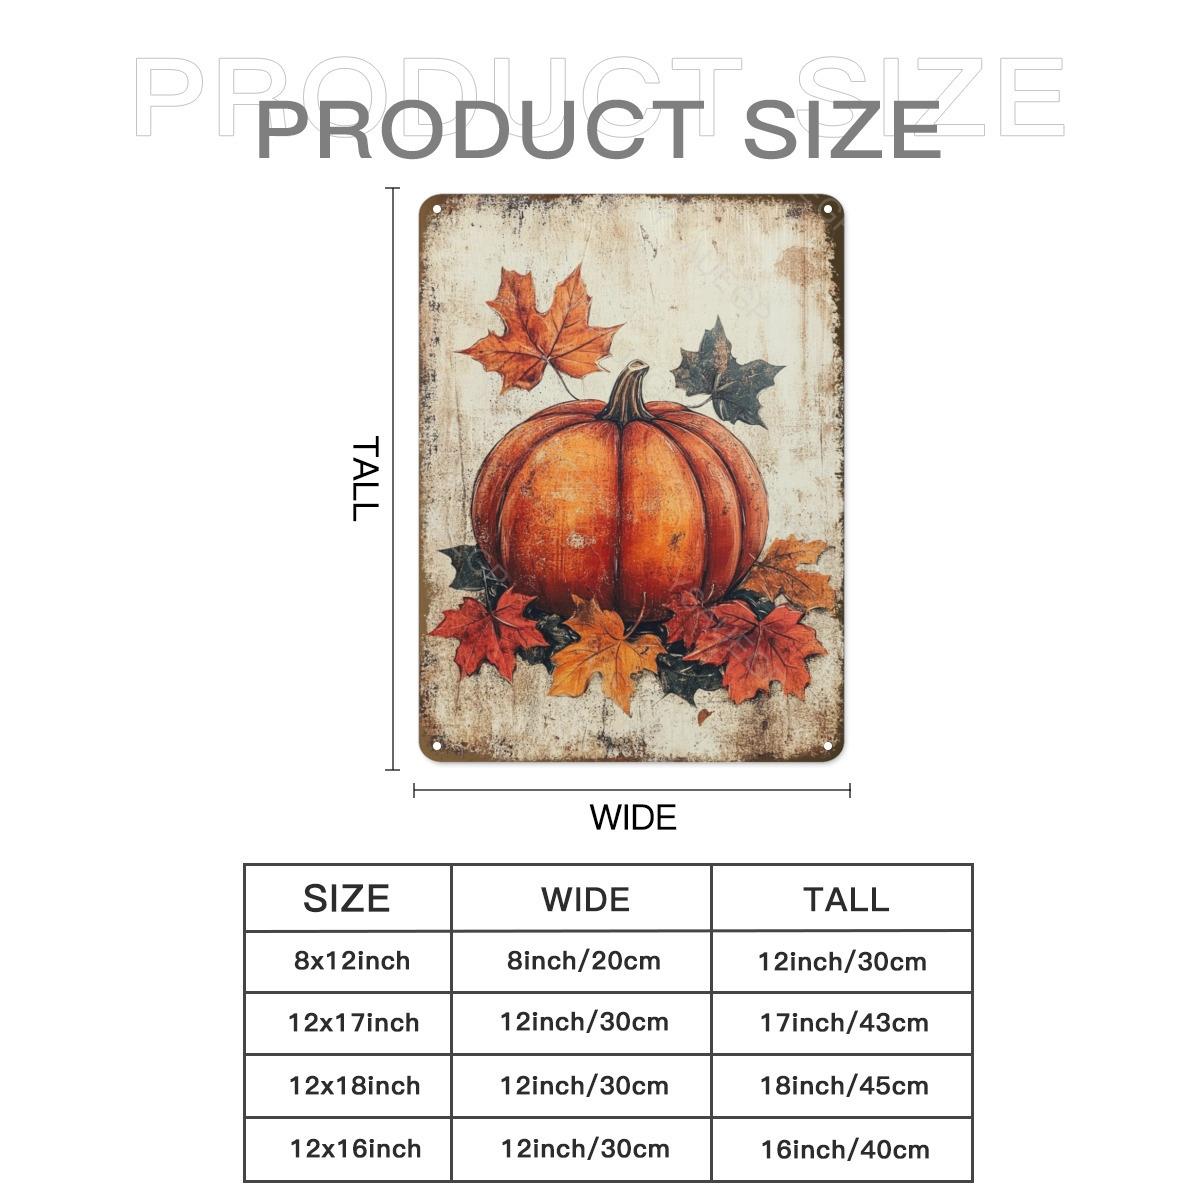 PRODUCT SIZE
PRODUCT SIZE
TALL
WIDE
SIZE WIDE TALL
8x12inch 8inch/20cm 12inch/30cm
12x17inch 12inch/30cm 17inch/43cm
12x18inch 12inch/30cm 18inch/45cm
12x16inch 12inch/30cm 16inch/40cm